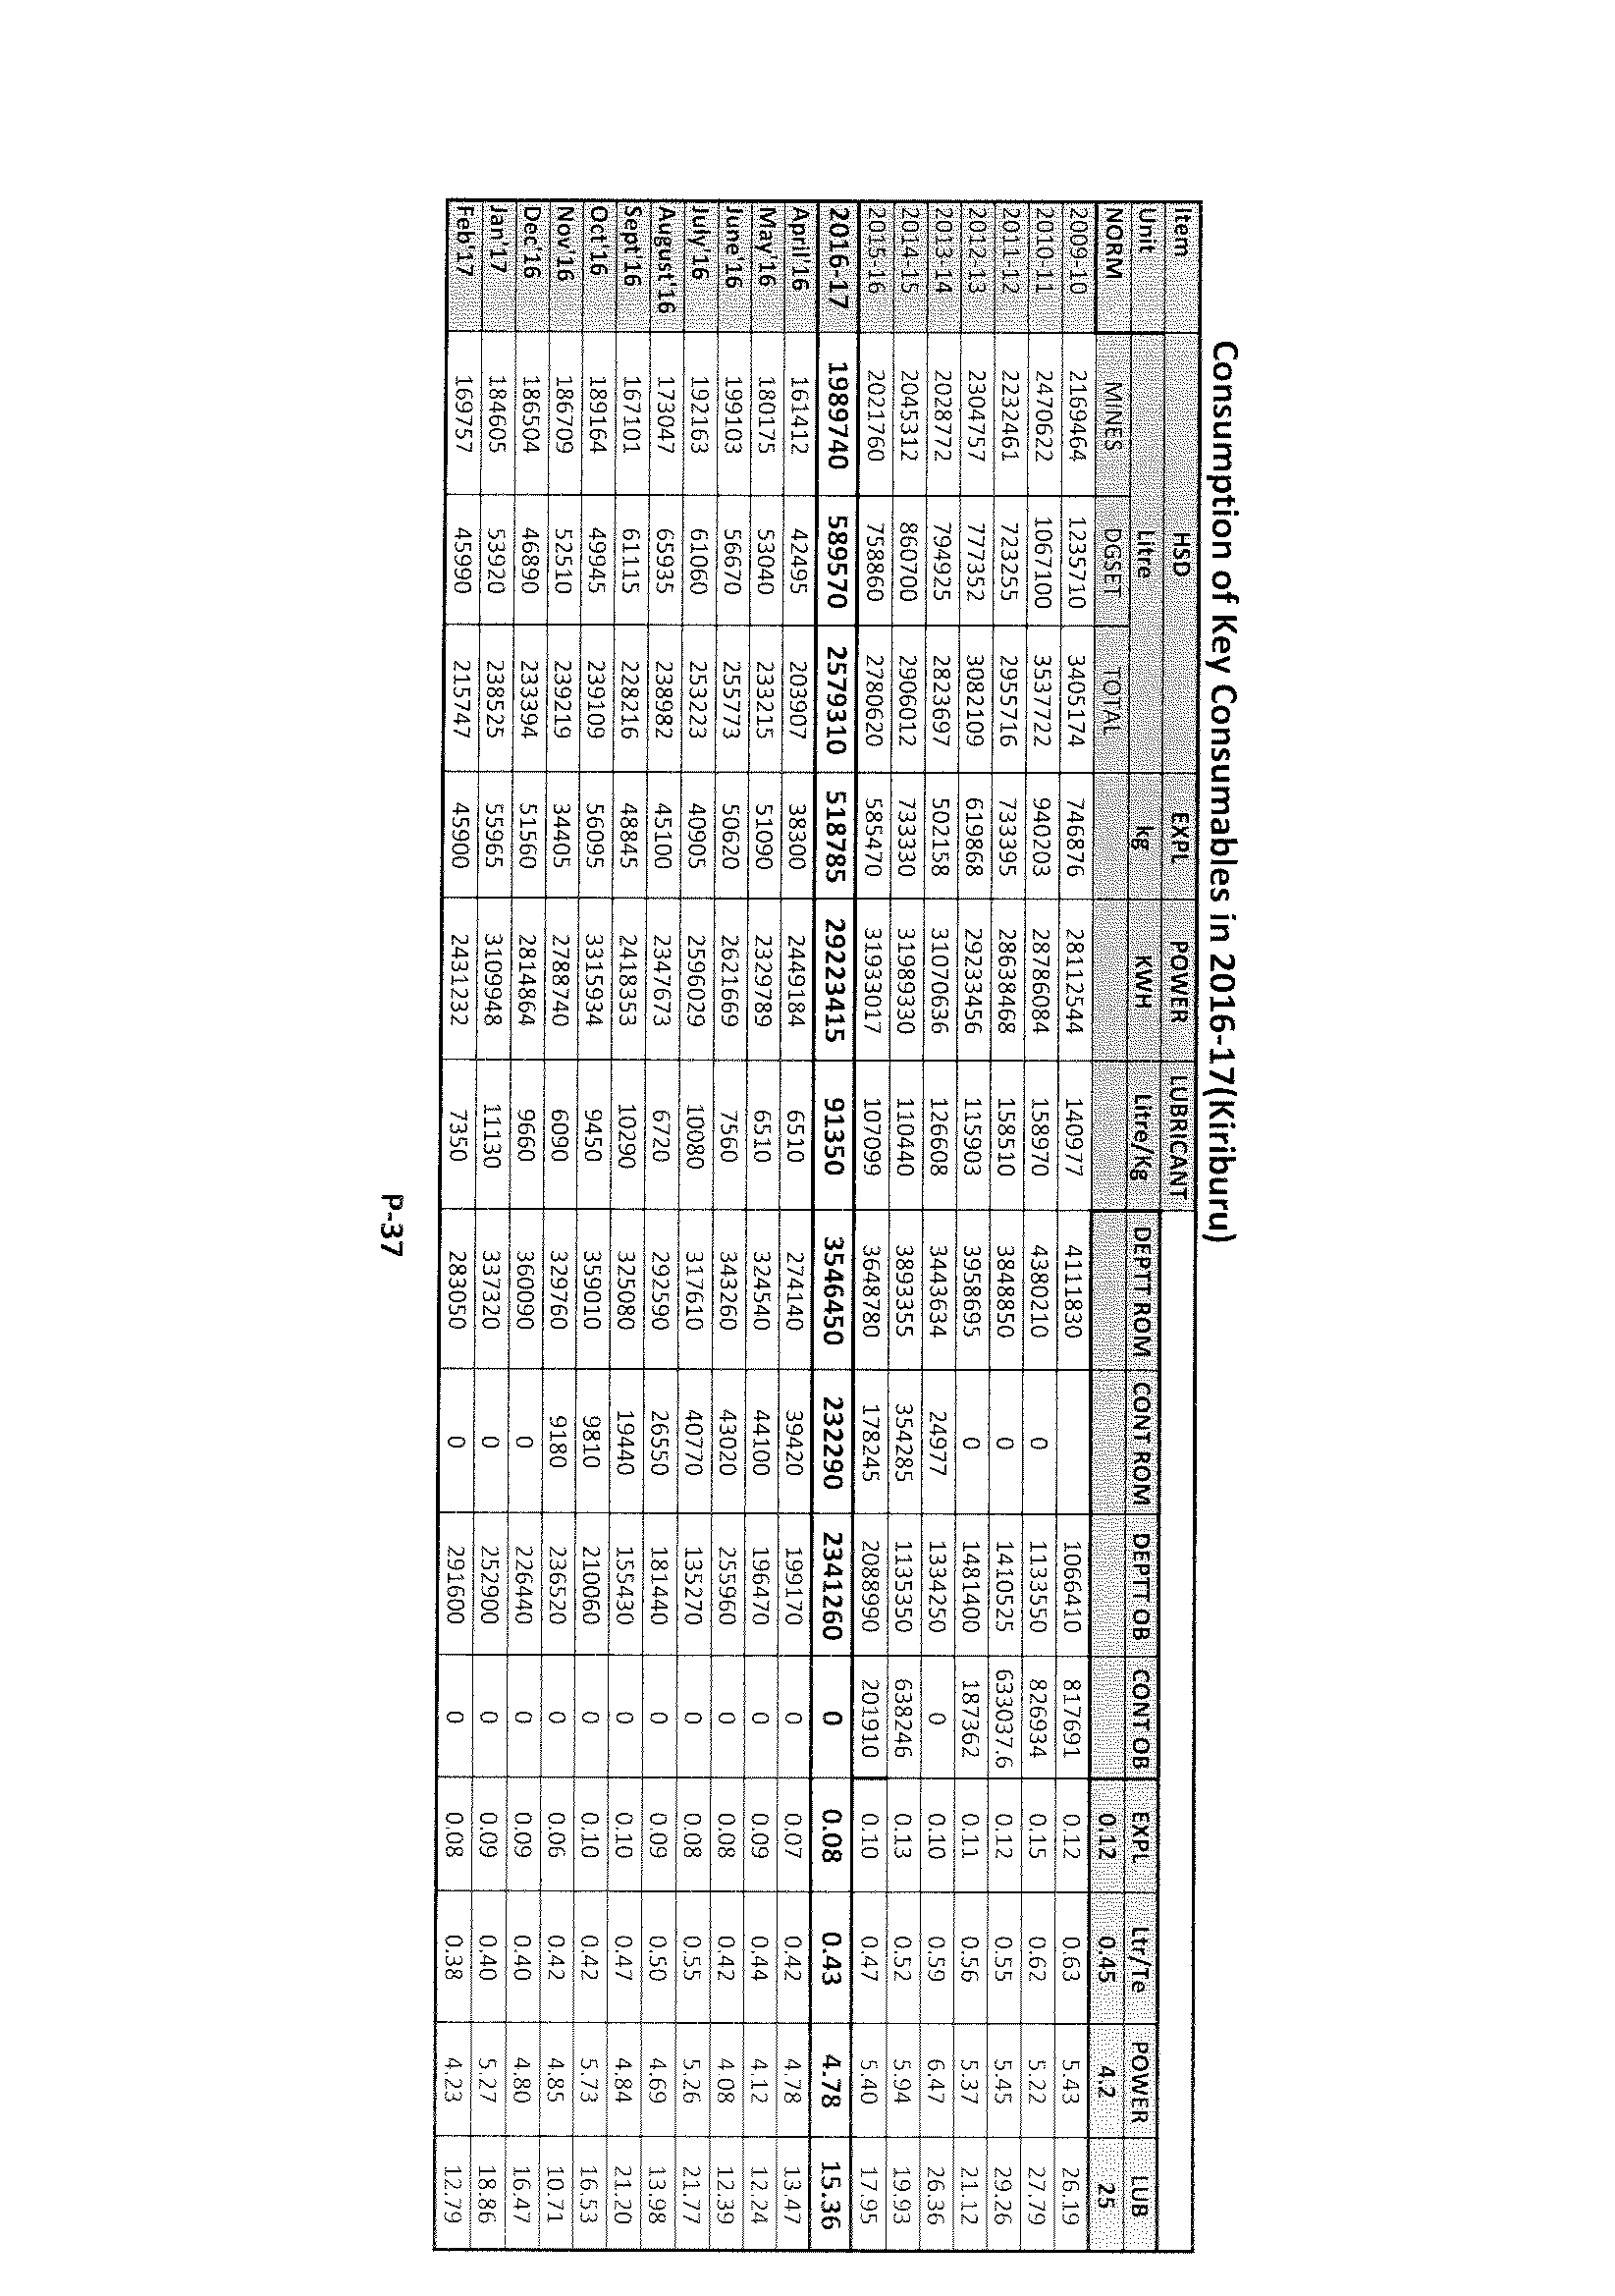 Consumption of Key Consumables in 2016-17(Kiriburu)
Item HSD EXPL POWER LUBRICANT
Unit Litre kg KWH Litre/Kg DEPTT ROM CONT ROM DEPTT OB CONT OB EXPL Ltr/Te POWER LUB
NORM MINES DGSET TOTAL 0.12 0.45 4.2 25
2009-10 2169464 1235710 3405174 746876 28112544 140977 4111830 1066410 817691 0.12 0.63 5.43 26.19
2010-11 2470622 1067100 3537722 940203 28786084 158970 4380210 0 1133550 826934 0.15 0.62 5.22 27.79
2011-12 2232461 723255 2955716 733395 28638468 158510 3848850 0 1410525 633037.6 0.12 0.55 5.45 29.26
2012-13 2304757 777352 3082109 619868 29233456 115903 3958695 0 1481400 187362 0.11 0.56 5.37 21.12
2013-14 2028772 794925 2823697 502158 31070636 126608 3443634 24977 1334250 0 0.10 0.59 6.47 26.36
2014-15 2045312 860700 2906012 733330 31989330 110440 3893355 354285 1135350 638246 0.13 0.52 5.94 19.93
2015-16 2021760 758860 2780620 585470 31933017 107099 3648780 178245 2088990 201910 0.10 0.47 5.40 17.95
2016-17 1989740 589570 2579310 518785 29223415 91350 3546450 232290 2341260 0 0.08 0.43 4.78 15.36
April'16 161412 42495 203907 38300 2449184 6510 274140 39420 199170 0 0.07 0.42 4.78 13.47
May'16 180175 53040 233215 51090 2329789 6510 324540 44100 196470 0 0.09 0.44 4.12 12.24
June'16 199103 56670 255773 50620 2621669 7560 343260 43020 255960 0 0.08 0.42 4.08 12.39
July'16 192163 61060 253223 40905 2596029 10080 317610 40770 135270 0 0.08 0.55 5.26 21.77
August'16 173047 65935 238982 45100 2347673 6720 292590 26550 181440 0 0.09 0.50 4.69 13.98
Sept'16 167101 61115 228216 48845 2418353 10290 325080 19440 155430 0 0.10 0.47 4.84 21.20
Oct'16 189164 49945 239109 56095 3315934 9450 359010 9810 210060 0 0.10 0.42 5.73 16.53
Nov'16 186709 52510 239219 34405 2788740 6090 329760 9180 236520 0 0.06 0.42 4.85 10.71
Dec'16 186504 46890 233394 51560 2814864 9660 360090 0 226440 0 0.09 0.40 4.80 16.47
Jan'17 184605 53920 238525 55965 3109948 11130 337320 0 252900 0 0.09 0.40 5.27 18.86
Feb'17 169757 45990 215747 45900 2431232 7350 283050 0 291600 0 0.08 0.38 4.23 12.79
P-37